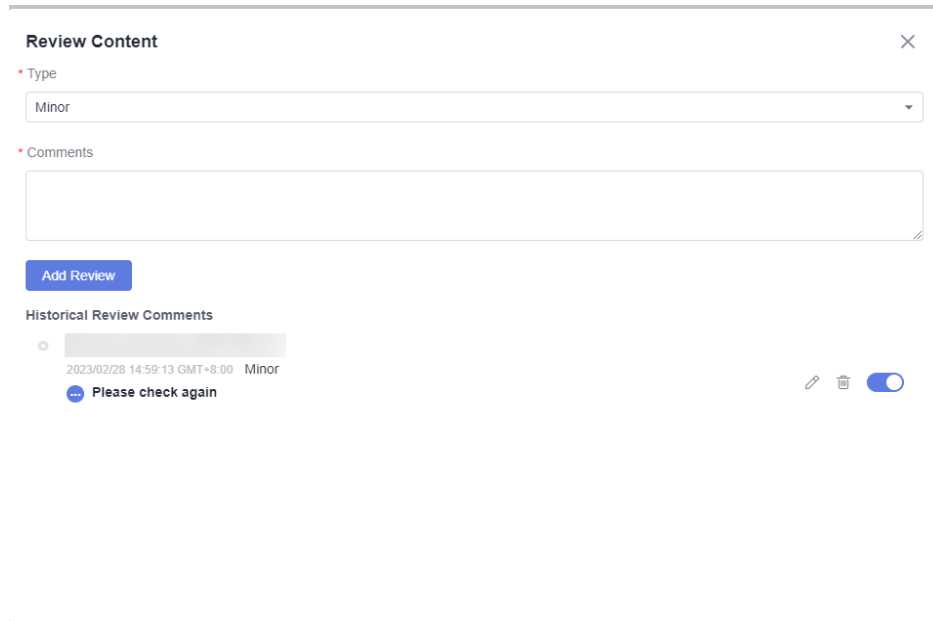 Review Content
* Type
Minor
* Comments
Add Review
Historical Review Comments
2023/02/28 14:59:13 GMT+8:00 Minor
Please check again